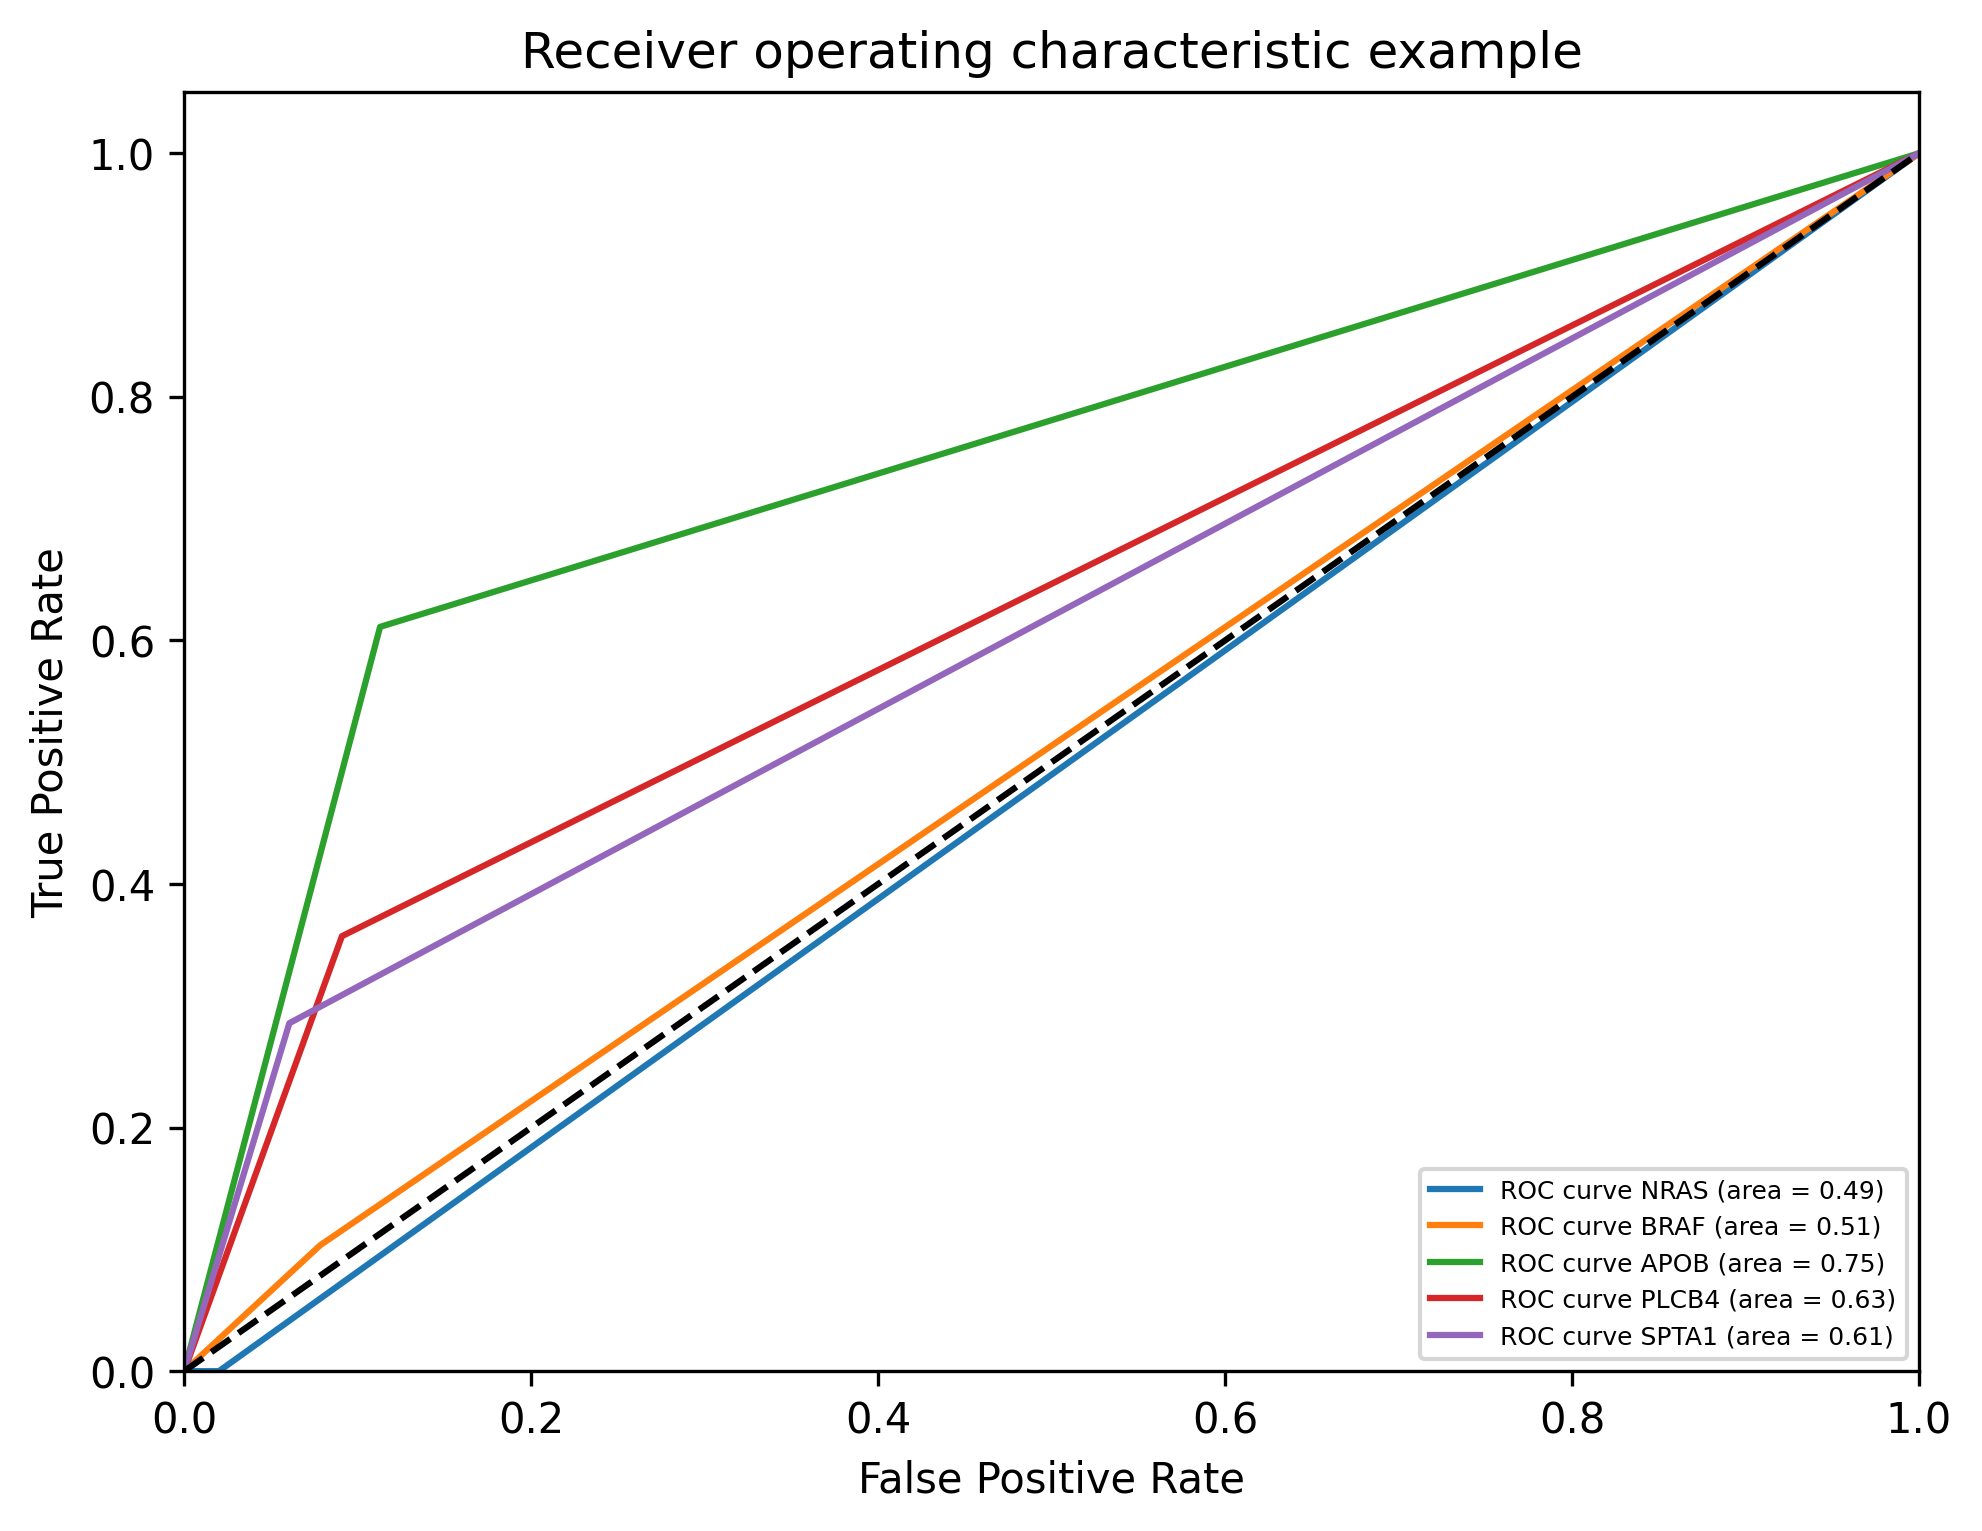 Receiver operating characteristic example
True Positive Rate
1.0
0.8
0.6
0.4
0.2
0.0
0.0 0.2 0.4 0.6 0.8 1.0
False Positive Rate
ROC curve NRAS (area = 0.49)
ROC curve BRAF (area = 0.51)
ROC curve APOB (area = 0.75)
ROC curve PLCB4 (area = 0.63)
ROC curve SPTA1 (area = 0.61)